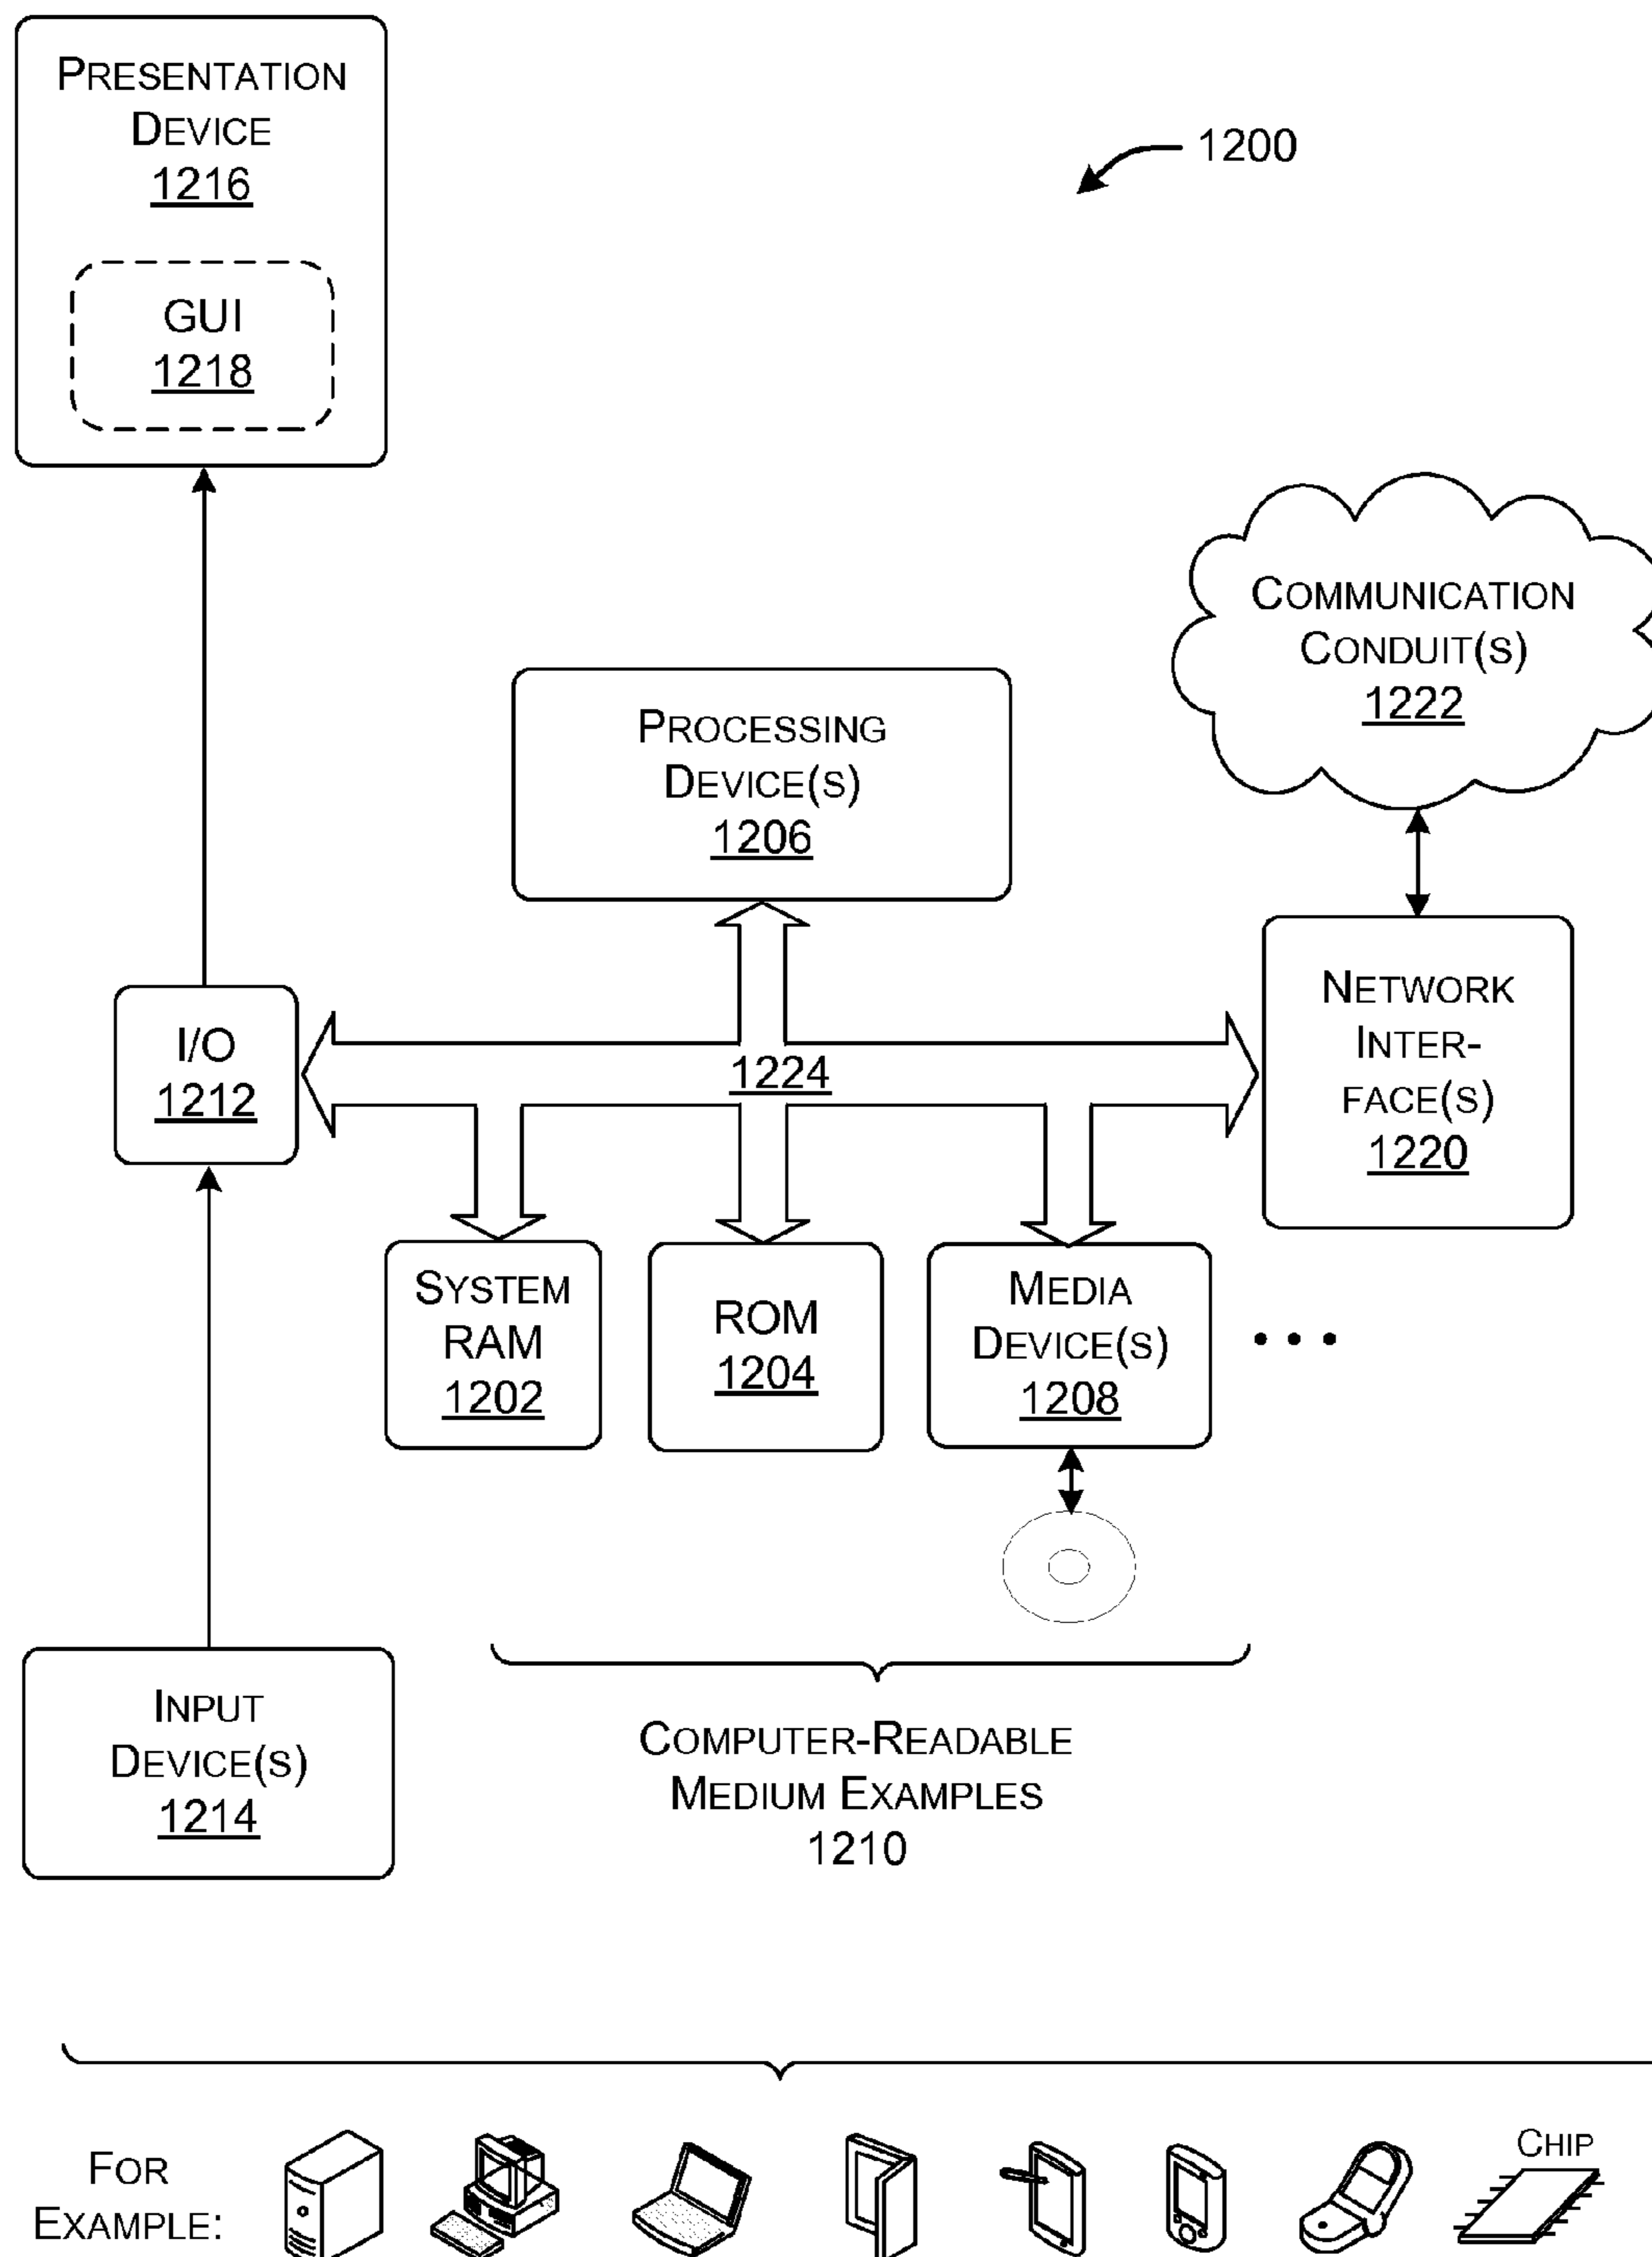 PRESENTATION
DEVICE
1216
GUI
1218
1200
COMMUNICATION
CONDUIT(S)
1222
PROCESSING
DEVICE(S)
1206
I/O
1212
1224
NETWORK
INTER-
FACE(S)
1220
SYSTEM
RAM
1202
ROM
1204
MEDIA
DEVICE(S)
1208
• • •
INPUT
DEVICE(S)
1214
COMPUTER-READABLE
MEDIUM EXAMPLES
1210
FOR
EXAMPLE:
CHIP